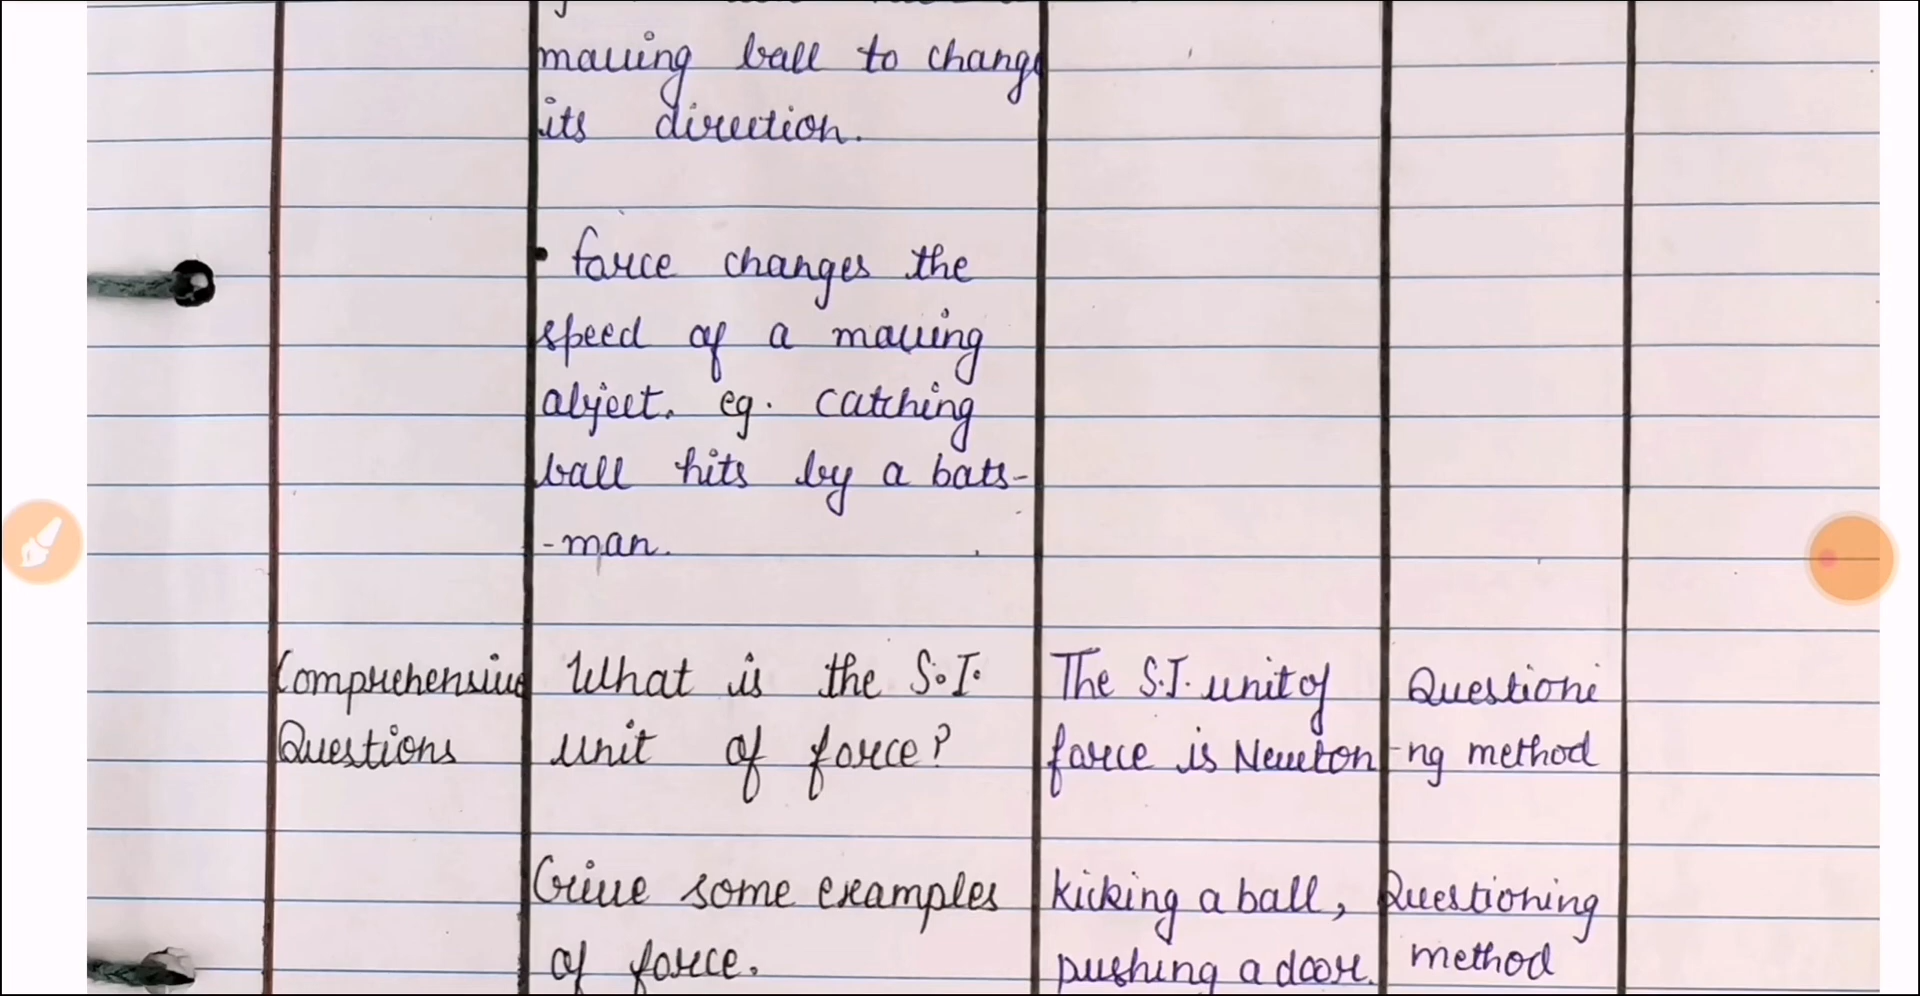 moving ball to change
its direction.
• force changes the
speed of a moving
object. eg. catching
ball hits by a bats-
-man.
Comprehensive
Questions
What is the S.I.
unit of force?
The S.I. unit of
force is Newton
Questioni
-ng method
Give some examples
of force.
kicking a ball,
pushing a door.
Questioning
method